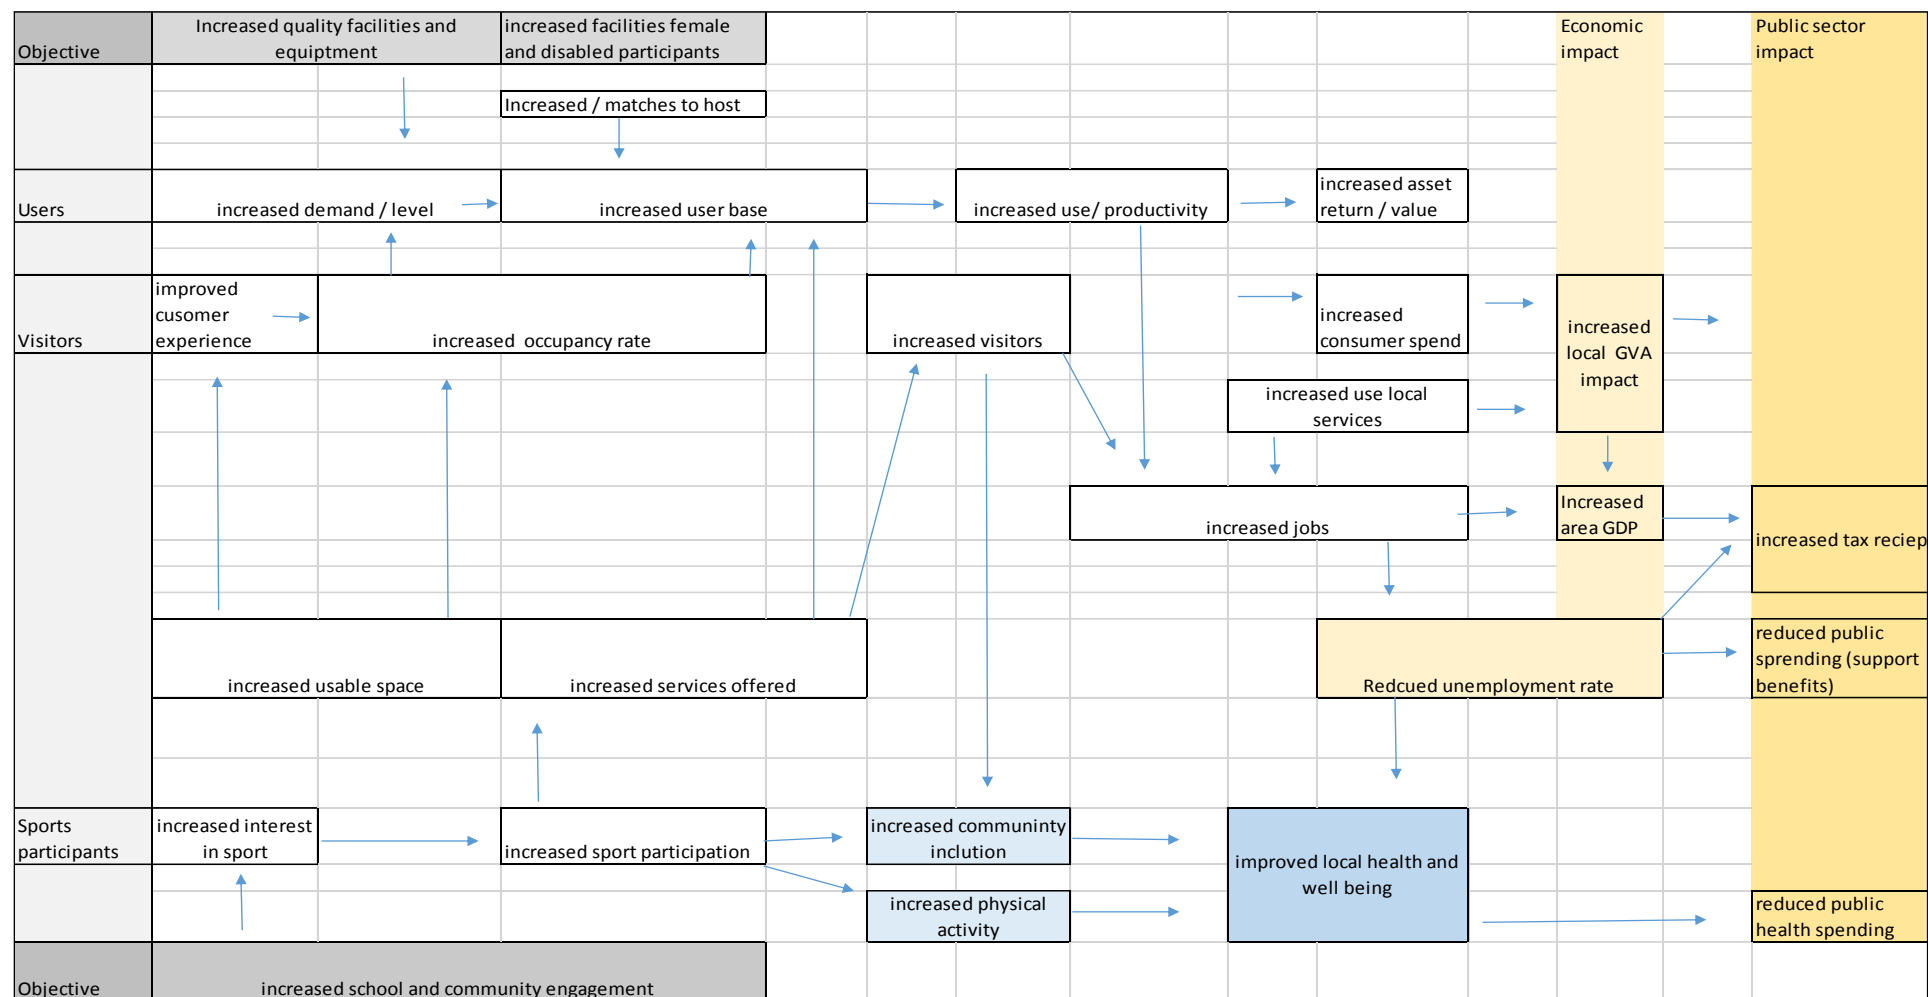 Objective
Increased quality facilities and
equiptment
increased facilities female
and disabled participants
Economic
impact
Public sector
impact
Increased / matches to host
Users
increased demand / level
increased user base
increased use/ productivity
increased asset
return / value
Visitors
improved
cusomer
experience
increased occupancy rate
increased visitors
increased
consumer spend
increased
local GVA
impact
increased use local
services
increased jobs
Increased
area GDP
increased tax reciep
increased usable space
increased services offered
Redcued unemployment rate
reduced public
sprending (support
benefits)
Sports
participants
increased interest
in sport
increased sport participation
increased communinty
inclution
improved local health and
well being
increased physical
activity
reduced public
health spending
Objective
increased school and community engagement